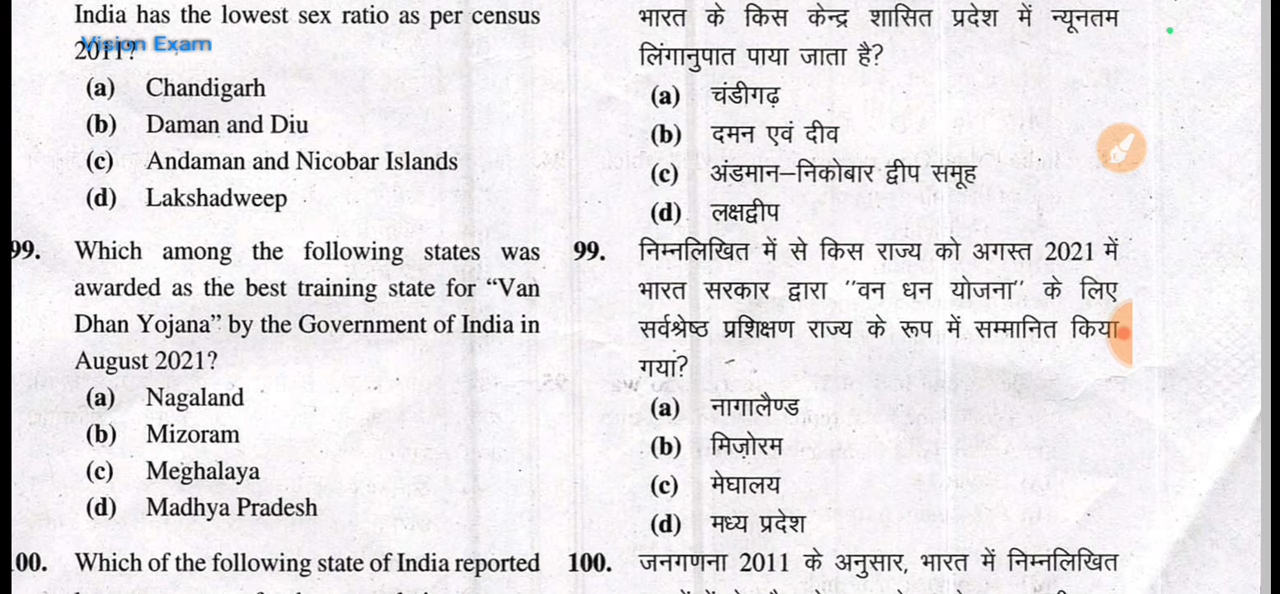 India has the lowest sex ratio as per census
2011?
Vision Exam
(a) Chandigarh
(b) Daman and Diu
(c) Andaman and Nicobar Islands
(d) Lakshadweep
99. Which among the following states was
awarded as the best training state for “Van
Dhan Yojana” by the Government of India in
August 2021?
(a) Nagaland
(b) Mizoram
(c) Meghalaya
(d) Madhya Pradesh
00. Which of the following state of India reported
भारत के किस केन्द्र शासित प्रदेश में न्यूनतम
लिंगानुपात पाया जाता है?
(a) चंडीगढ़
(b) दमन एवं दीव
(c) अंडमान–निकोबार द्वीप समूह
(d) लक्षद्वीप
99. निम्नलिखित में से किस राज्य को अगस्त 2021 में
भारत सरकार द्वारा “वन धन योजना” के लिए
सर्वश्रेष्ठ प्रशिक्षण राज्य के रूप में सम्मानित किया
गया?
(a) नागालैण्ड
(b) मिज़ोरम
(c) मेघालय
(d) मध्य प्रदेश
100. जनगणना 2011 के अनुसार, भारत में निम्नलिखित